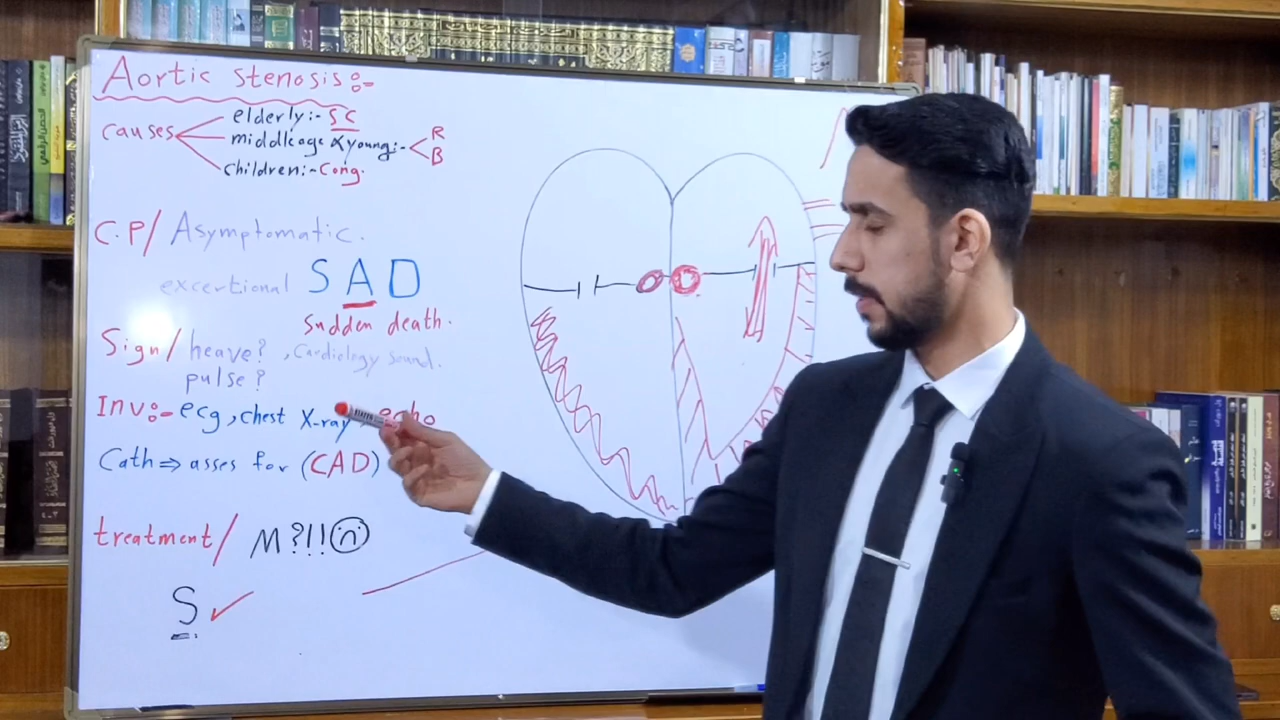 Aortic stenosis:-
causes
elderly:- SC
middle age & young:- R
B
children:- Cong.
C.P/ Asymptomatic.
excertional SAD
Sudden death.
Sign/ heave? , Cardiology sound.
pulse?
Inv:- ecg, chest X-ray, echo
Cath⇒ asses for (CAD)
treatment/ M?!!
S ✓